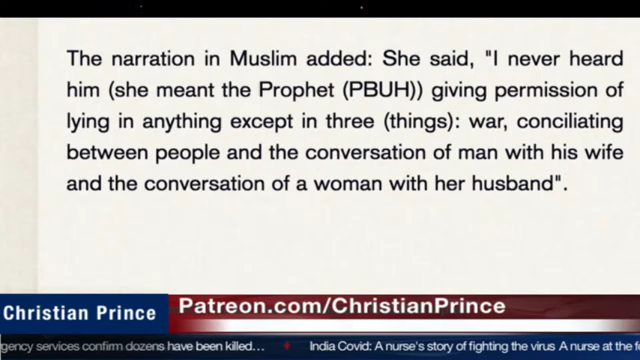 The narration in Muslim added: She said, "I never heard
him (she meant the Prophet (PBUH)) giving permission of
lying in anything except in three (things): war, conciliating
between people and the conversation of man with his wife
and the conversation of a woman with her husband".
Christian Prince
Patreon.com/ChristianPrince
gency services confirm dozens have been killed... India Covid: A nurse's story of fighting the virus A nurse at the f